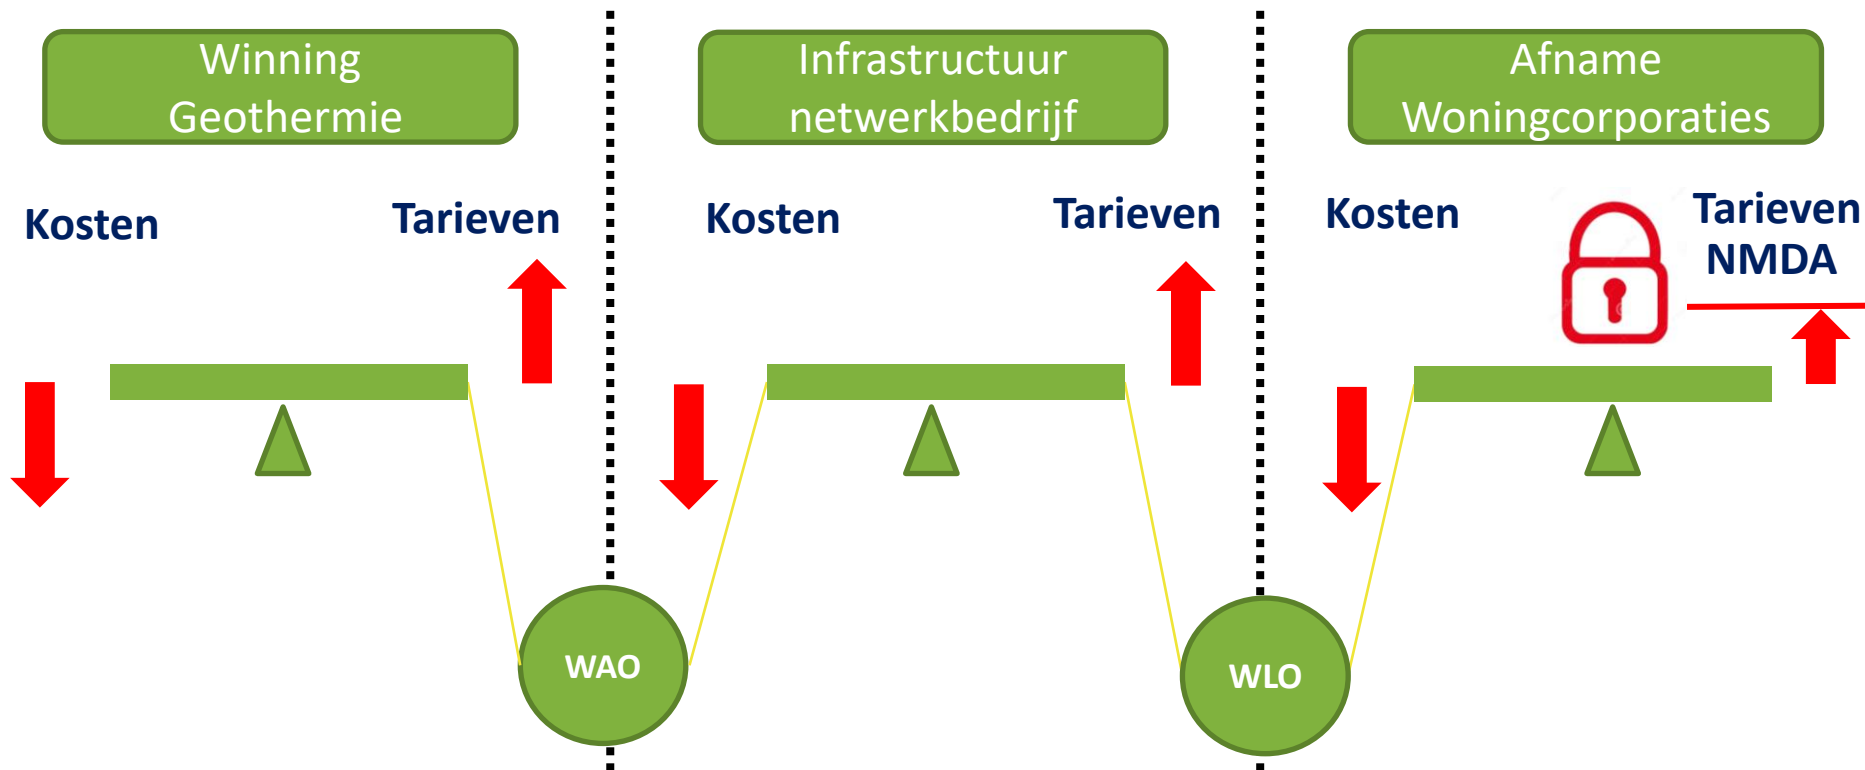 Winning
Geothermie
Infrastructuur
netwerkbedrijf
Afname
Woningcorporaties
Kosten
Tarieven
Kosten
Tarieven
Kosten
Tarieven
NMDA
WAO
WLO